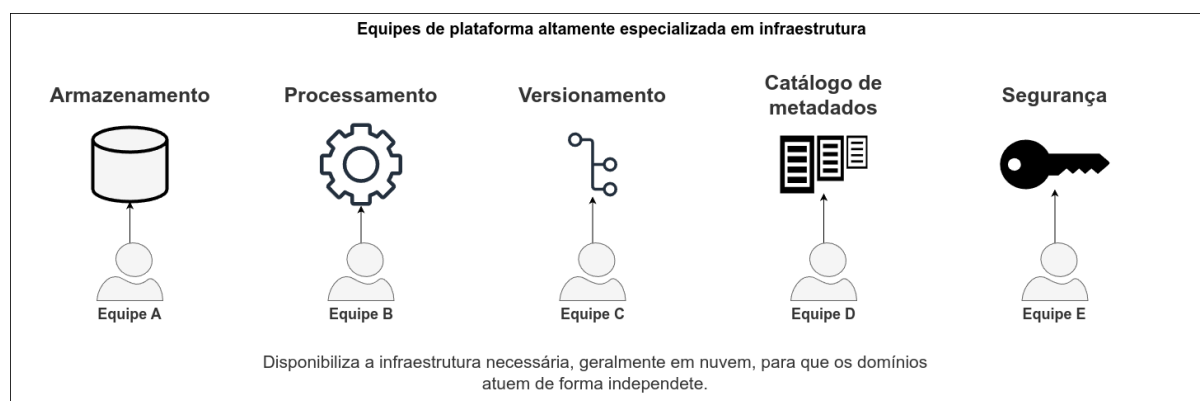 Equipes de plataforma altamente especializada em infraestrutura
Armazenamento
Processamento
Versionamento
Catálogo de
metadados
Segurança
Equipe A
Equipe B
Equipe C
Equipe D
Equipe E
Disponibiliza a infraestrutura necessária, geralmente em nuvem, para que os domínios
atuem de forma independete.